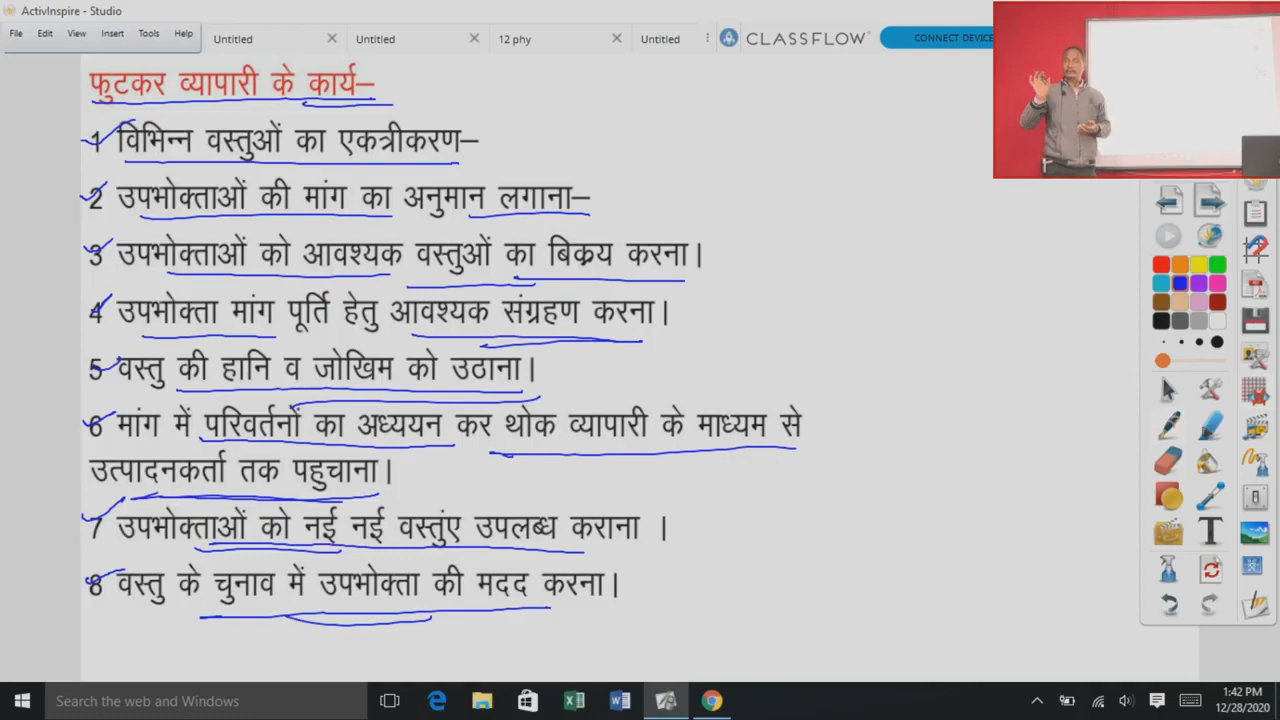 ActivInspire - Studio
File Edit View Insert Tools Help
Untitled
Untitled
12 phy
Untitled
CLASSFLOW
CONNECT DEVICE
फुटकर व्यापारी के कार्य–
1 विभिन्न वस्तुओं का एकत्रीकरण–
2 उपभोक्ताओं की मांग का अनुमान लगाना–
3 उपभोक्ताओं को आवश्यक वस्तुओं का बिक्रय करना।
4 उपभोक्ता मांग पूर्ति हेतु आवश्यक संग्रहण करना।
5 वस्तु की हानि व जोखिम को उठाना।
6 मांग में परिवर्तनों का अध्ययन कर थोक व्यापारी के माध्यम से
उत्पादनकर्ता तक पहुचाना।
7 उपभोक्ताओं को नई नई वस्तुंए उपलब्ध कराना ।
8 वस्तु के चुनाव में उपभोक्ता की मदद करना।
Search the web and Windows
1:42 PM
12/28/2020